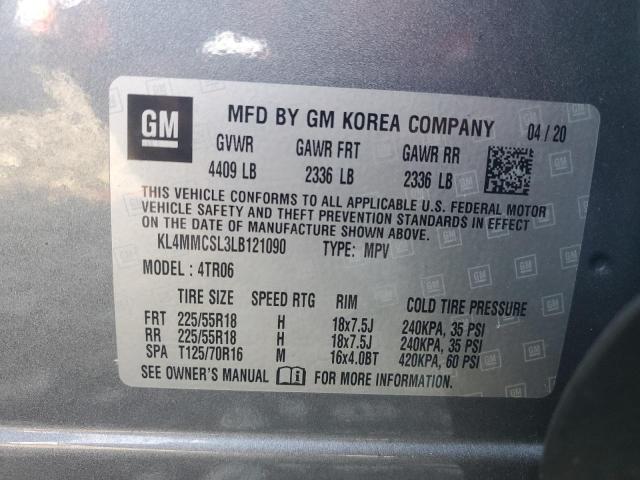 GM MFD BY GM KOREA COMPANY 04 / 20
GVWR GAWR FRT GAWR RR
4409 LB 2336 LB 2336 LB
THIS VEHICLE CONFORMS TO ALL APPLICABLE U.S. FEDERAL MOTOR
VEHICLE SAFETY AND THEFT PREVENTION STANDARDS IN EFFECT
ON THE DATE OF MANUFACTURE SHOWN ABOVE.
KL4MMCSL3LB121090 TYPE: MPV
MODEL : 4TR06
TIRE SIZE SPEED RTG RIM COLD TIRE PRESSURE
FRT 225/55R18 H 18x7.5J 240KPA, 35 PSI
RR 225/55R18 H 18x7.5J 240KPA, 35 PSI
SPA T125/70R16 M 16x4.0BT 420KPA, 60 PSI
SEE OWNER'S MANUAL FOR MORE INFORMATION.